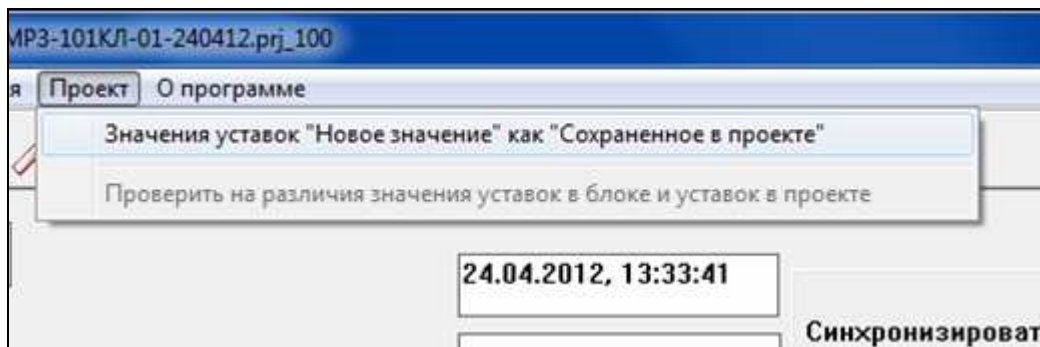 МРЗ-101КЛ-01-240412.prj_100
я Проект О программе
Значения уставок "Новое значение" как "Сохраненное в проекте"
Проверить на различия значения уставок в блоке и уставок в проекте
24.04.2012, 13:33:41
Синхронизироват